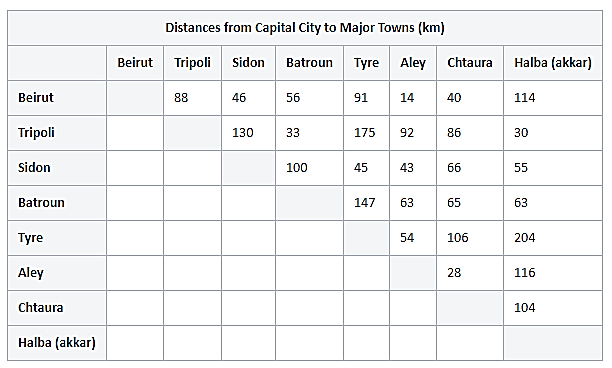 Distances from Capital City to Major Towns (km)
Beirut Tripoli Sidon Batroun Tyre Aley Chtaura Halba (akkar)
Beirut 88 46 56 91 14 40 114
Tripoli 130 33 175 92 86 30
Sidon 100 45 43 66 55
Batroun 147 63 65 63
Tyre 54 106 204
Aley 28 116
Chtaura 104
Halba (akkar)